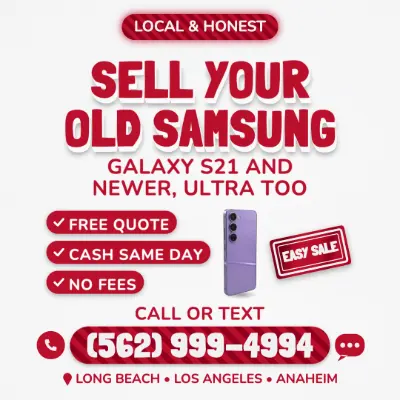 LOCAL & HONEST
SELL YOUR
OLD SAMSUNG
GALAXY S21 AND
NEWER, ULTRA TOO
FREE QUOTE
CASH SAME DAY
NO FEES
EASY SALE
CALL OR TEXT
(562) 999-4994
LONG BEACH • LOS ANGELES • ANAHEIM